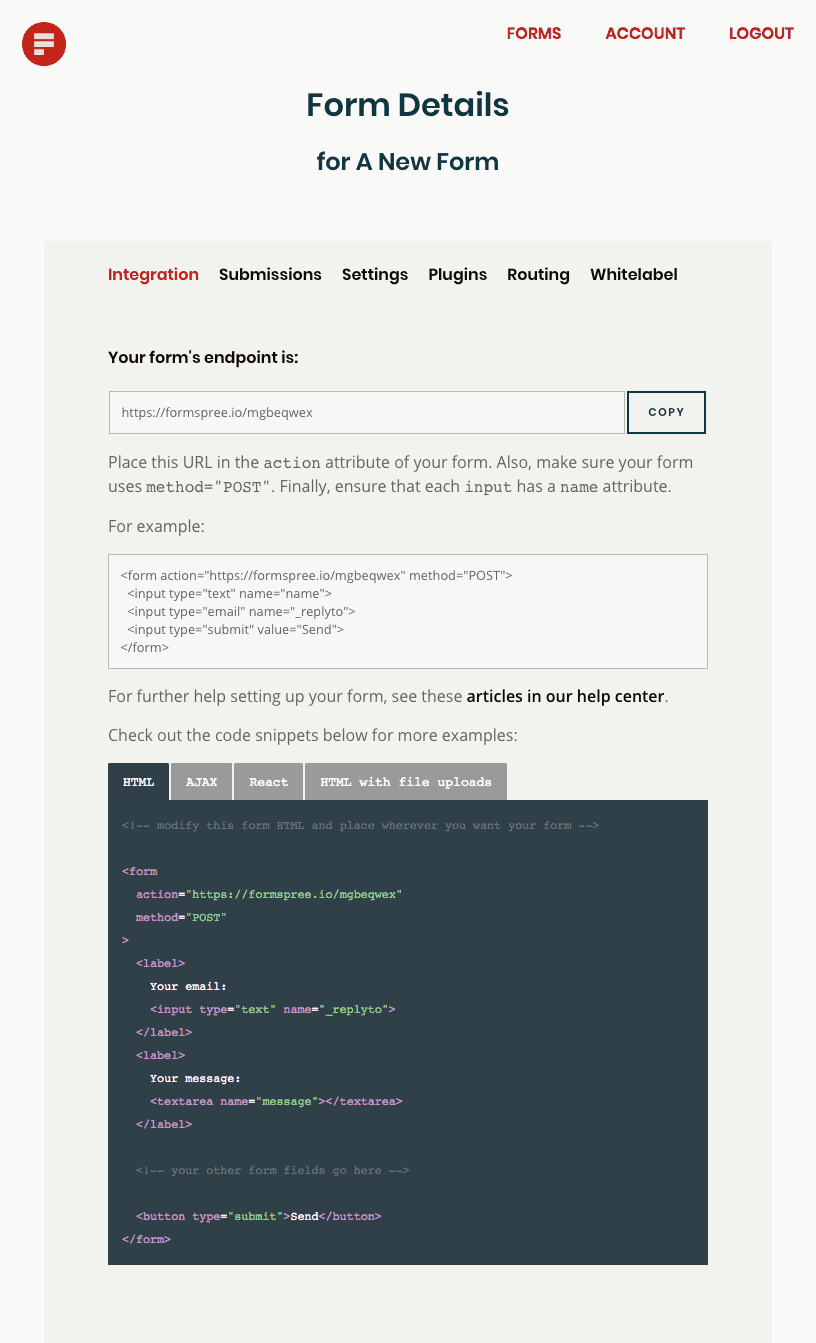 FORMS ACCOUNT LOGOUT
Form Details
for A New Form
Integration Submissions Settings Plugins Routing Whitelabel
Your form's endpoint is:
https://formspree.io/mgbeqwex COPY
Place this URL in the action attribute of your form. Also, make sure your form
uses method="POST". Finally, ensure that each input has a name attribute.
For example:
<form action="https://formspree.io/mgbeqwex" method="POST">
  <input type="text" name="name">
  <input type="email" name="_replyto">
  <input type="submit" value="Send">
</form>
For further help setting up your form, see these articles in our help center.
Check out the code snippets below for more examples:
HTML AJAX React HTML with file uploads
<!-- modify this form HTML and place wherever you want your form -->
<form
  action="https://formspree.io/mgbeqwex"
  method="POST"
>
  <label>
    Your email:
    <input type="text" name="_replyto">
  </label>
  <label>
    Your message:
    <textarea name="message"></textarea>
  </label>
  <!-- your other form fields go here -->
  <button type="submit">Send</button>
</form>